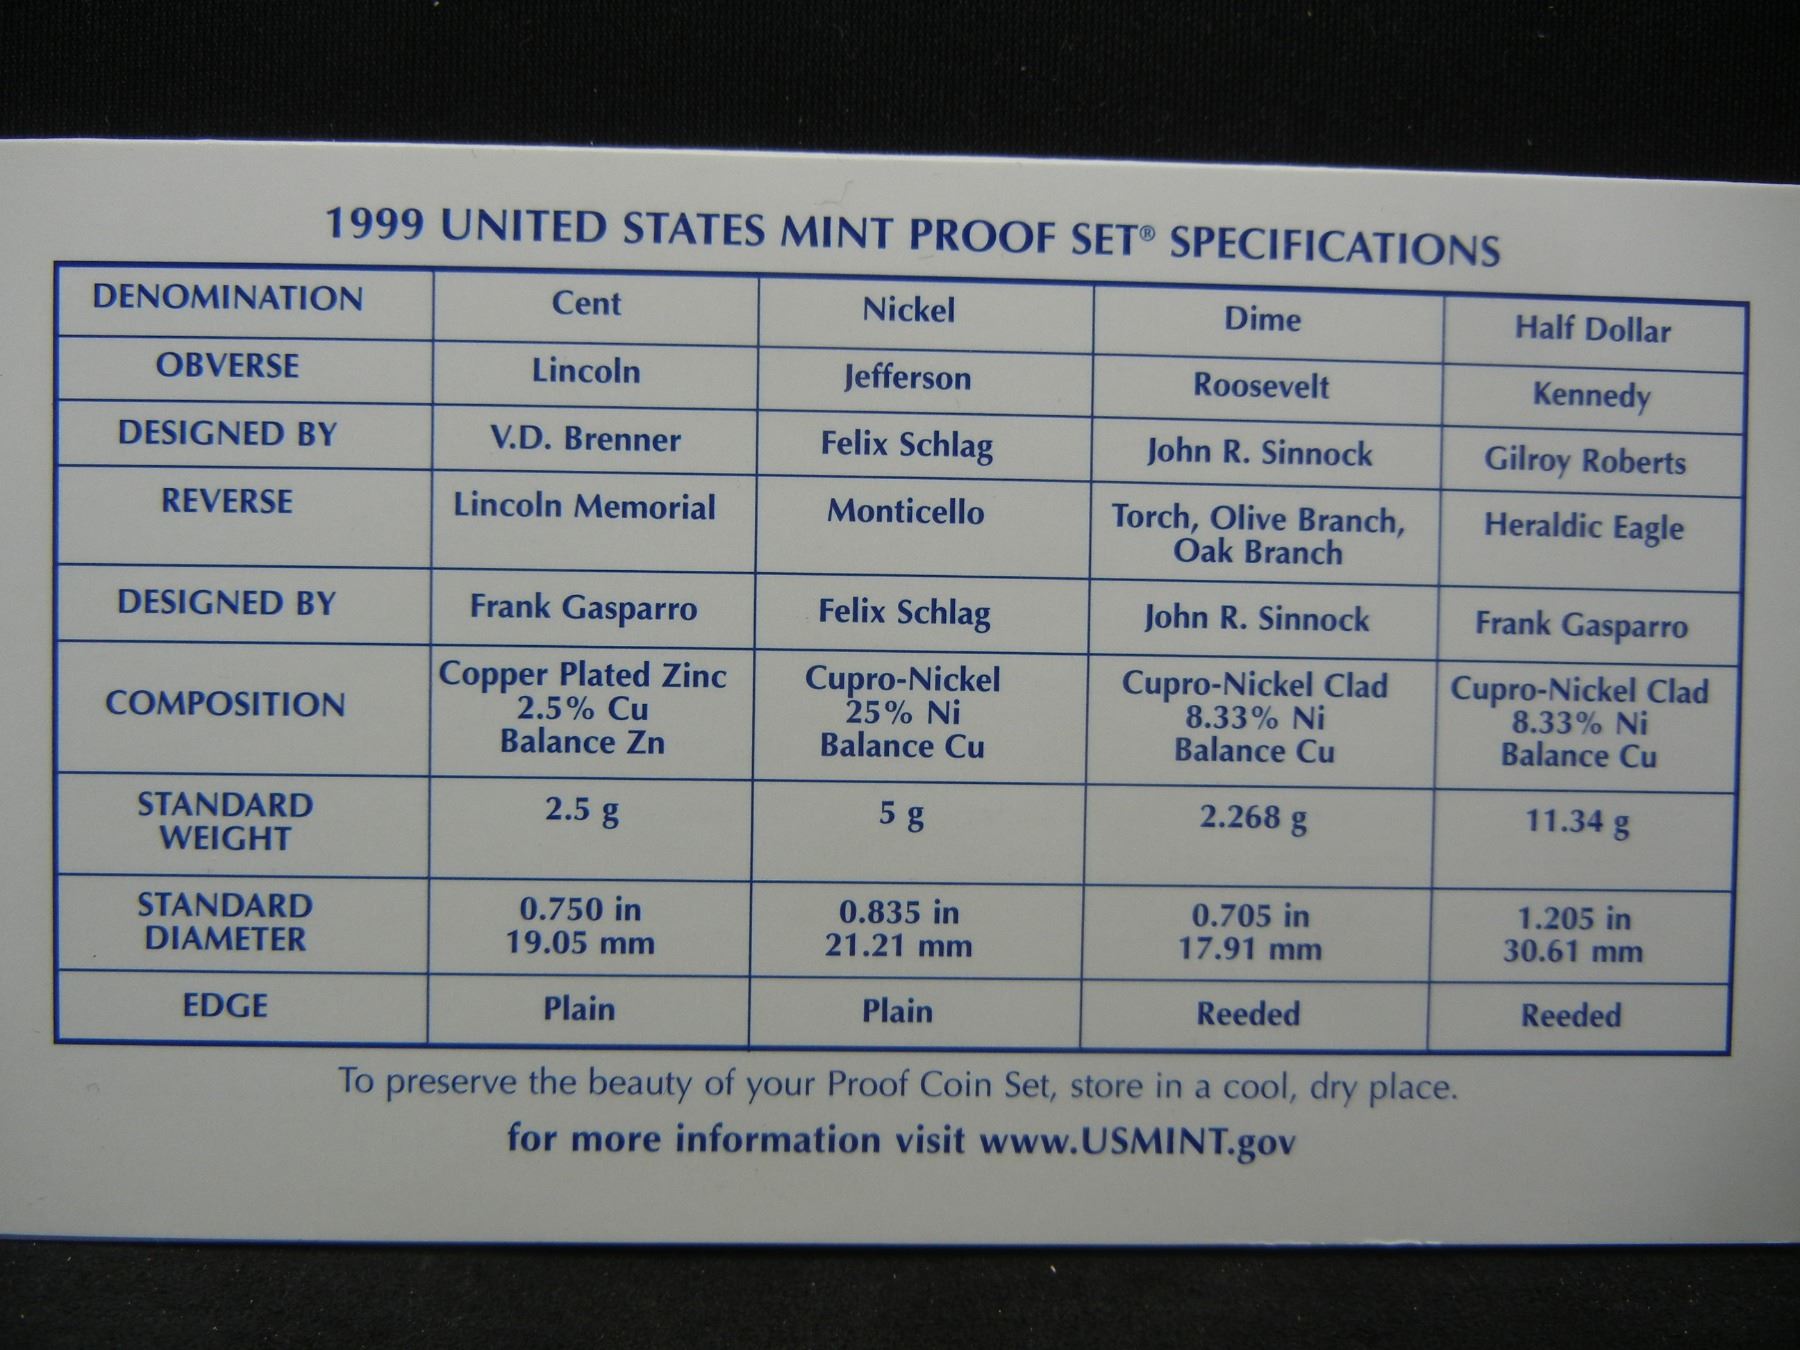 1999 UNITED STATES MINT PROOF SET® SPECIFICATIONS
DENOMINATION Cent Nickel Dime Half Dollar
OBVERSE Lincoln Jefferson Roosevelt Kennedy
DESIGNED BY V.D. Brenner Felix Schlag John R. Sinnock Gilroy Roberts
REVERSE Lincoln Memorial Monticello Torch, Olive Branch, Heraldic Eagle
Oak Branch
DESIGNED BY Frank Gasparro Felix Schlag John R. Sinnock Frank Gasparro
Copper Plated Zinc Cupro-Nickel Cupro-Nickel Clad Cupro-Nickel Clad
COMPOSITION 2.5% Cu 25% Ni 8.33% Ni 8.33% Ni
Balance Zn Balance Cu Balance Cu Balance Cu
STANDARD 2.5 g 5 g 2.268 g 11.34 g
WEIGHT
STANDARD 0.750 in 0.835 in 0.705 in 1.205 in
DIAMETER 19.05 mm 21.21 mm 17.91 mm 30.61 mm
EDGE Plain Plain Reeded Reeded
To preserve the beauty of your Proof Coin Set, store in a cool, dry place.
for more information visit www.USMINT.gov